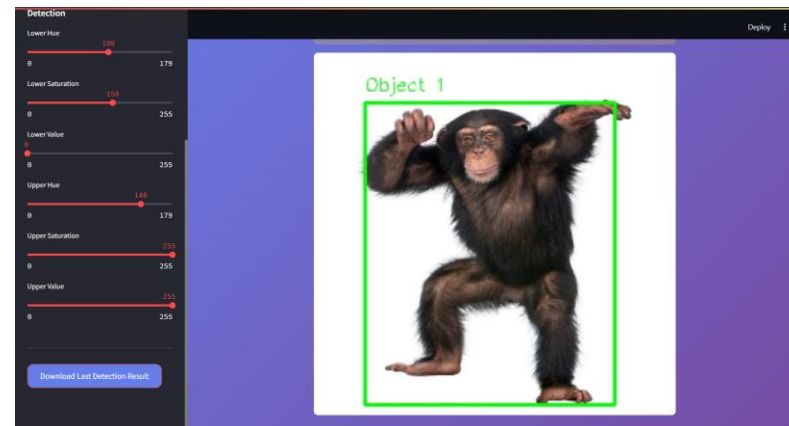 Detection
Lower Hue
100
0 179
Lower Saturation
150
0 255
Lower Value
0
0 255
Upper Hue
140
0 179
Upper Saturation
255
0 255
Upper Value
255
0 255
Download Last Detection Result
Deploy
Object 1